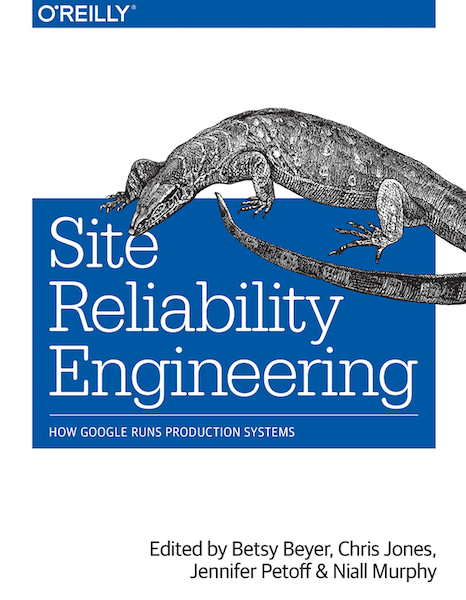 O'REILLY®
Site
Reliability
Engineering
HOW GOOGLE RUNS PRODUCTION SYSTEMS
Edited by Betsy Beyer, Chris Jones,
Jennifer Petoff & Niall Murphy